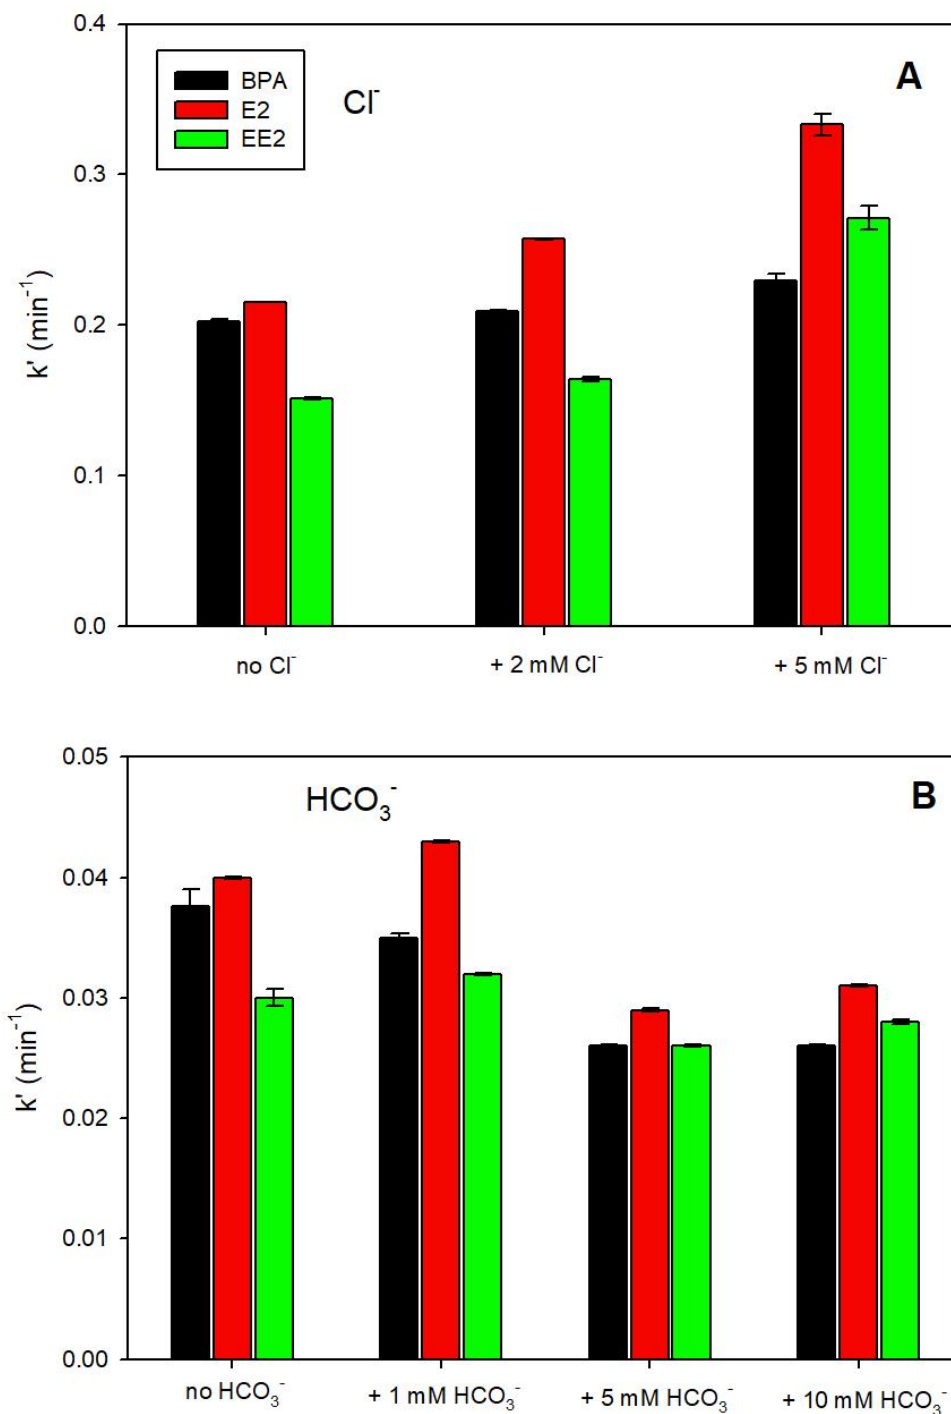 0.4
BPA
E2
EE2
Cl⁻
A
0.3
0.2
0.1
0.0
k' (min⁻¹)
no Cl⁻
+ 2 mM Cl⁻
+ 5 mM Cl⁻
0.05
HCO₃⁻
B
0.04
0.03
0.02
0.01
0.00
k' (min⁻¹)
no HCO₃⁻
+ 1 mM HCO₃⁻
+ 5 mM HCO₃⁻
+ 10 mM HCO₃⁻